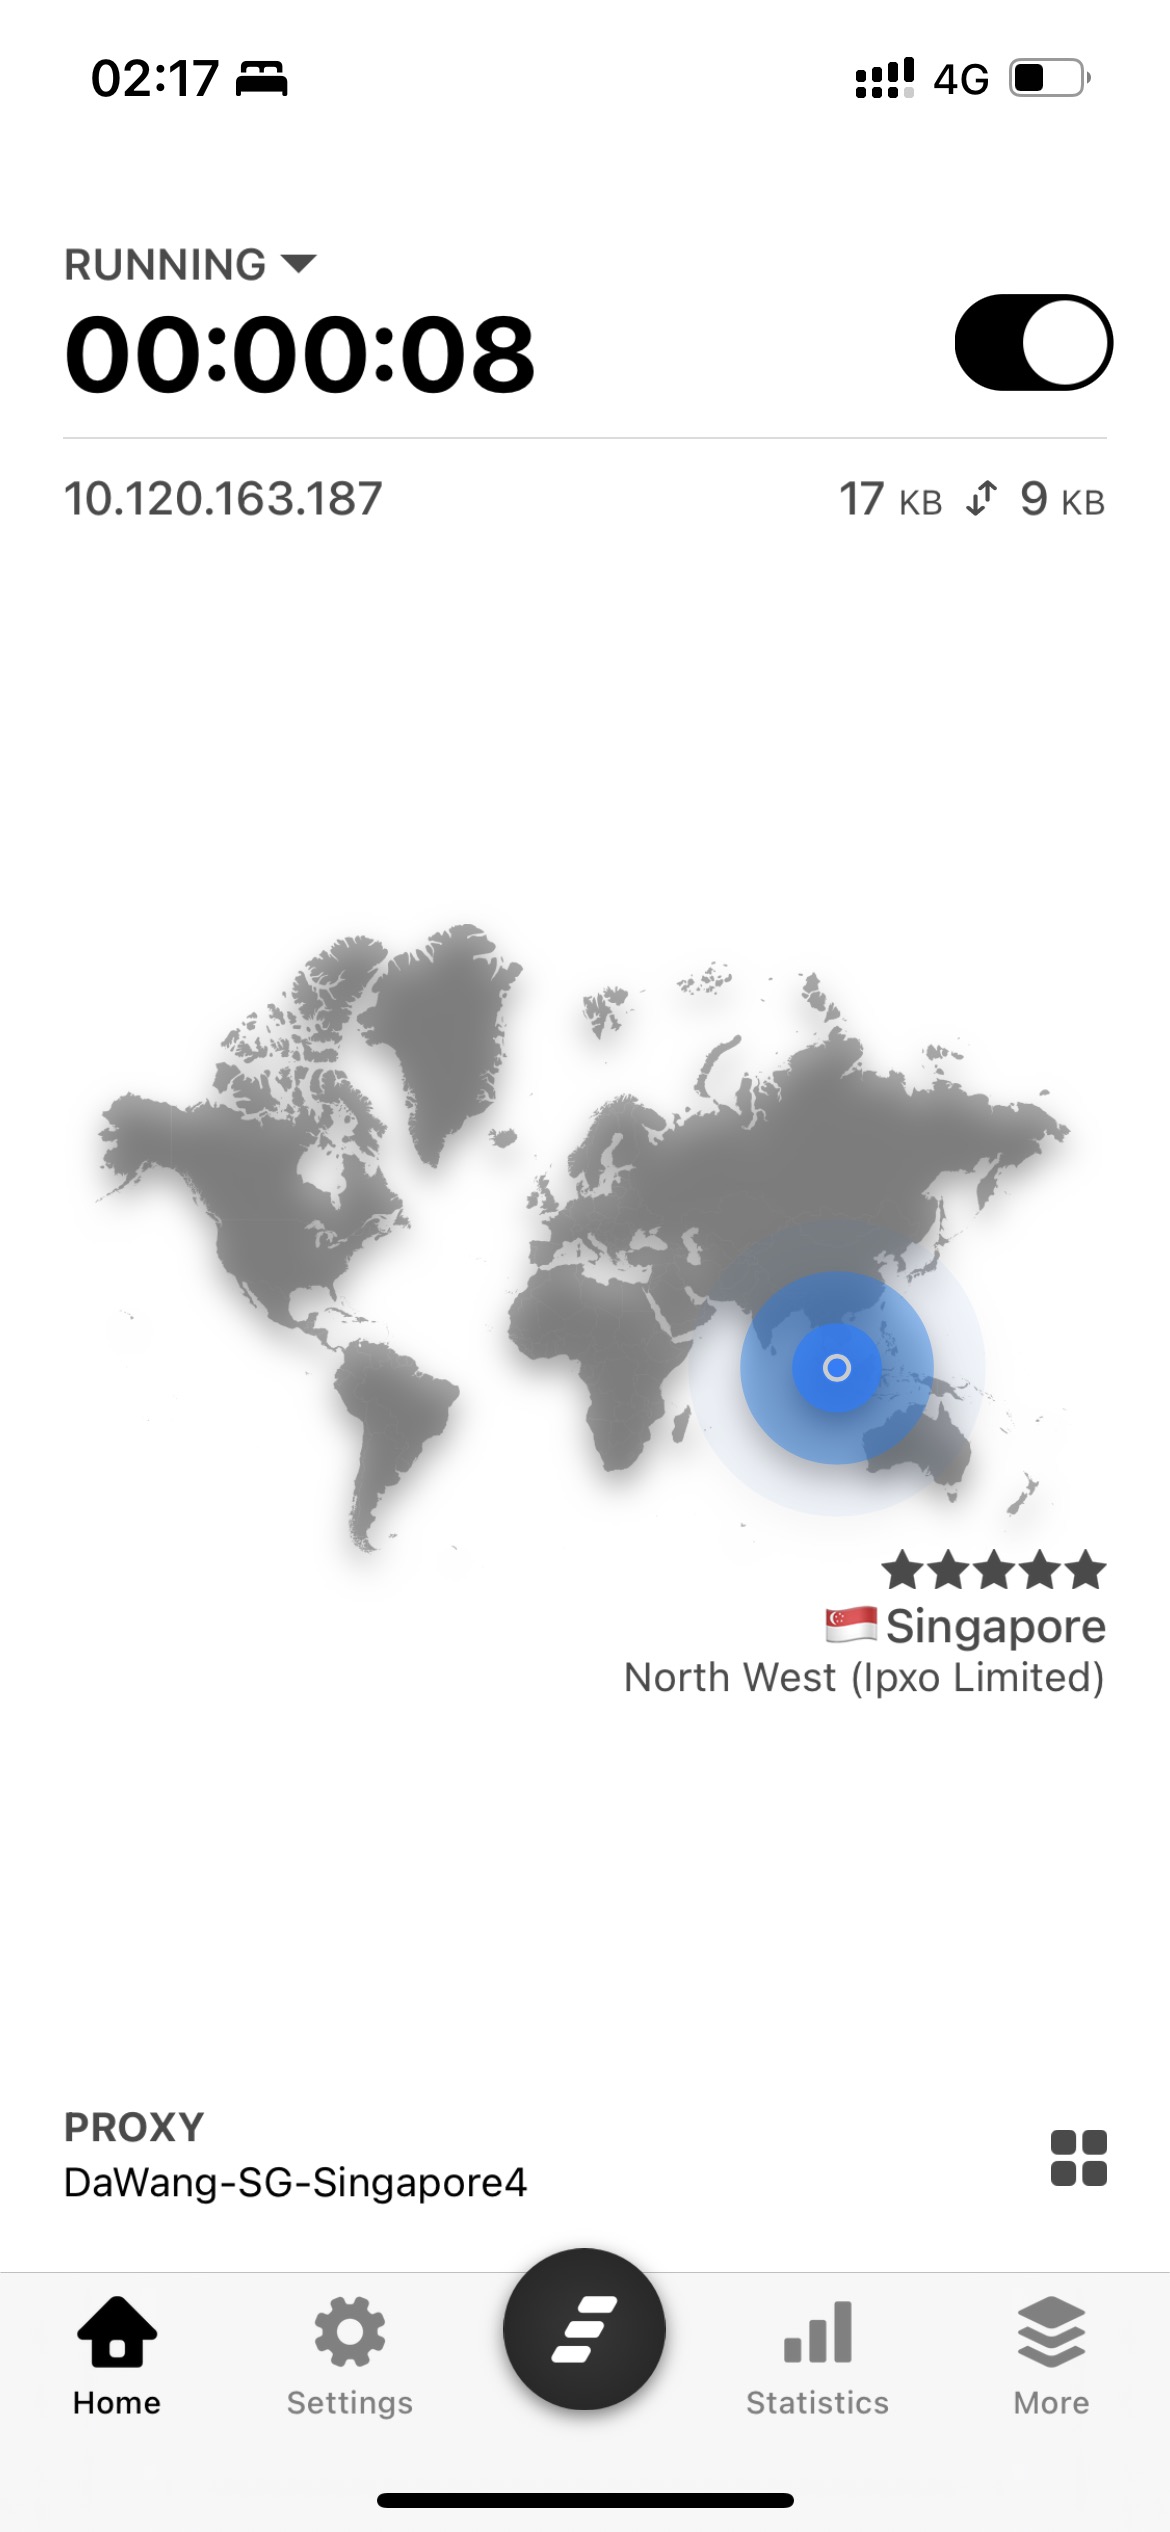 02:17
4G
RUNNING
00:00:08
10.120.163.187
17 KB 9 KB
Singapore
North West (Ipxo Limited)
PROXY
DaWang-SG-Singapore4
Home
Settings
Statistics
More